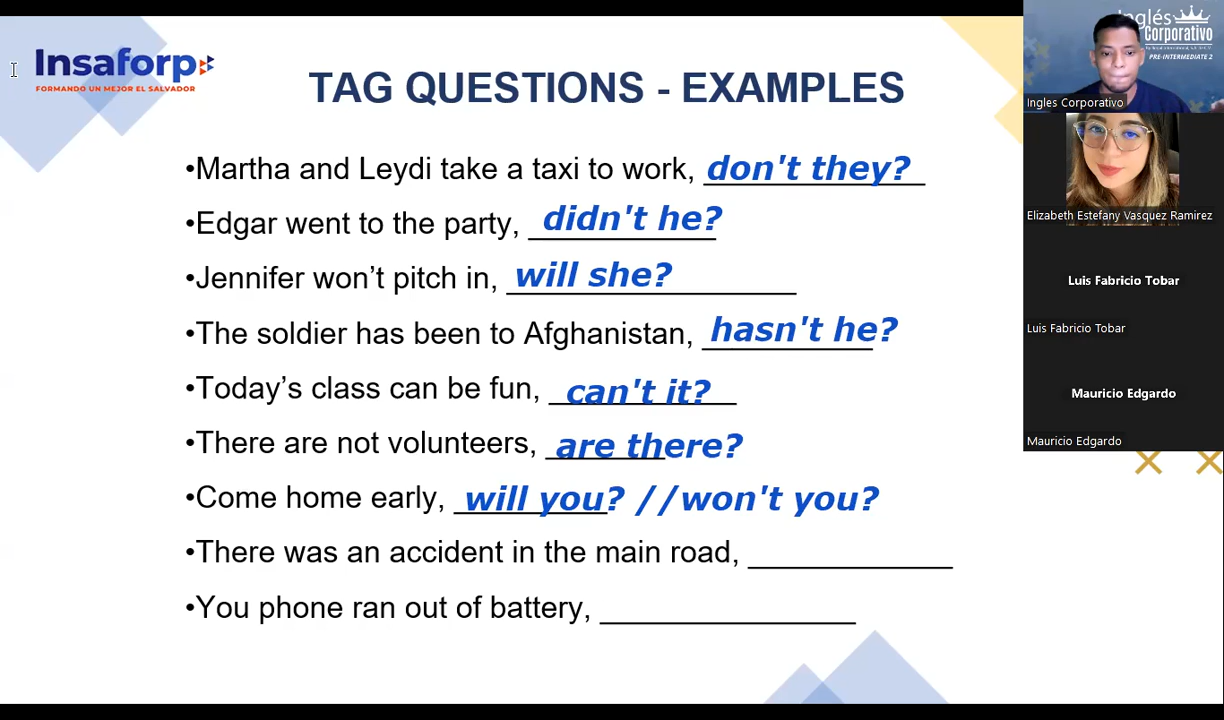 Insaforp
FORMANDO UN MEJOR EL SALVADOR
TAG QUESTIONS - EXAMPLES
•Martha and Leydi take a taxi to work, don't they?
•Edgar went to the party, didn't he?
•Jennifer won’t pitch in, will she?
•The soldier has been to Afghanistan, hasn't he?
•Today’s class can be fun, can't it?
•There are not volunteers, are there?
•Come home early, will you? //won't you?
•There was an accident in the main road, ____________
•You phone ran out of battery, _______________
Inglés
Corporativo
PRE-INTERMEDIATE 2
Ingles Corporativo
Elizabeth Estefany Vasquez Ramirez
Luis Fabricio Tobar
Luis Fabricio Tobar
Mauricio Edgardo
Mauricio Edgardo